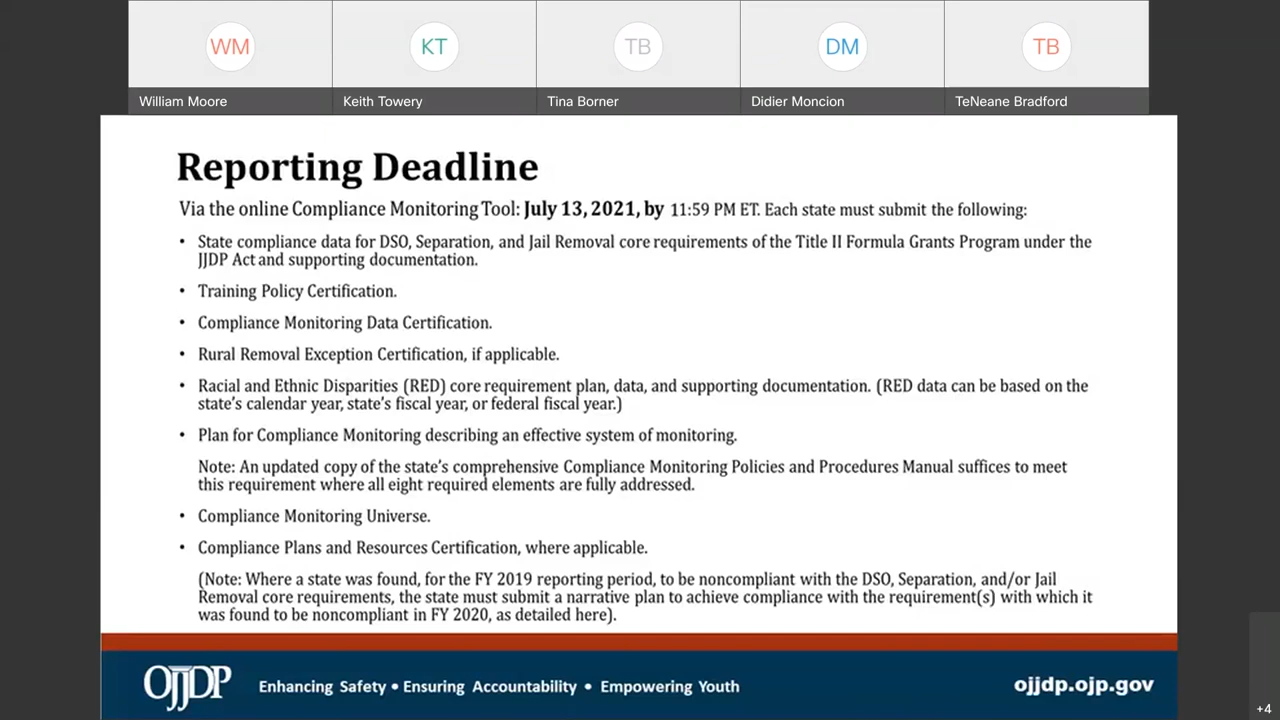 WM
KT
TB
DM
TB
William Moore
Keith Towery
Tina Borner
Didier Moncion
TeNeane Bradford
Reporting Deadline
Via the online Compliance Monitoring Tool: July 13, 2021, by 11:59 PM ET. Each state must submit the following:
• State compliance data for DSO, Separation, and Jail Removal core requirements of the Title II Formula Grants Program under the
JJDP Act and supporting documentation.
• Training Policy Certification.
• Compliance Monitoring Data Certification.
• Rural Removal Exception Certification, if applicable.
• Racial and Ethnic Disparities (RED) core requirement plan, data, and supporting documentation. (RED data can be based on the
state's calendar year, state's fiscal year, or federal fiscal year.)
• Plan for Compliance Monitoring describing an effective system of monitoring.
Note: An updated copy of the state's comprehensive Compliance Monitoring Policies and Procedures Manual suffices to meet
this requirement where all eight required elements are fully addressed.
• Compliance Monitoring Universe.
• Compliance Plans and Resources Certification, where applicable.
(Note: Where a state was found, for the FY 2019 reporting period, to be noncompliant with the DSO, Separation, and/or Jail
Removal core requirements, the state must submit a narrative plan to achieve compliance with the requirement(s) with which it
was found to be noncompliant in FY 2020, as detailed here).
OJJDP
Enhancing Safety • Ensuring Accountability • Empowering Youth
ojjdp.ojp.gov
+4